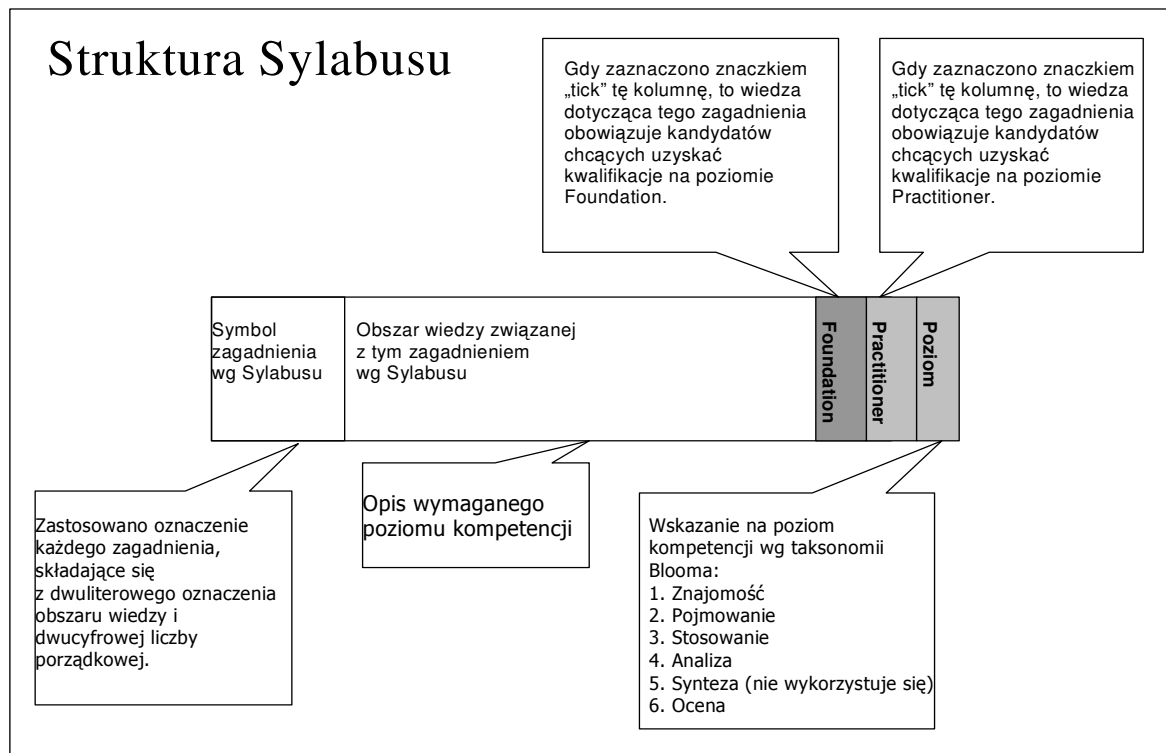 Struktura Sylabusu
Gdy zaznaczono znaczkiem
„tick” tę kolumnę, to wiedza
dotycząca tego zagadnienia
obowiązuje kandydatów
chcących uzyskać
kwalifikacje na poziomie
Foundation.
Gdy zaznaczono znaczkiem
„tick” tę kolumnę, to wiedza
dotycząca tego zagadnienia
obowiązuje kandydatów
chcących uzyskać
kwalifikacje na poziomie
Practitioner.
Symbol
zagadnienia
wg Sylabusu
Obszar wiedzy związanej
z tym zagadnieniem
wg Sylabusu
Foundation
Practitioner
Poziom
Zastosowano oznaczenie
każdego zagadnienia,
składające się
z dwuliterowego oznaczenia
obszaru wiedzy i
dwucyfrowej liczby
porządkowej.
Opis wymaganego
poziomu kompetencji
Wskazanie na poziom
kompetencji wg taksonomii
Blooma:
1. Znajomość
2. Pojmowanie
3. Stosowanie
4. Analiza
5. Synteza (nie wykorzystuje się)
6. Ocena